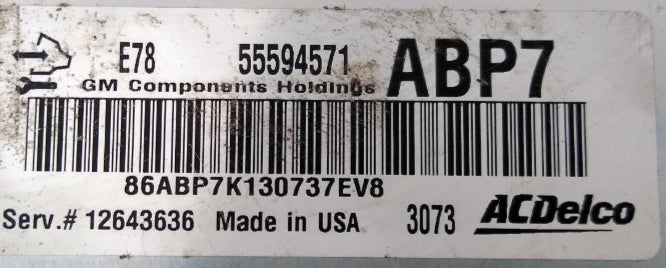 E78 55594571 ABP7
GM Components Holdings
86ABP7K130737EV8
Serv.# 12643636 Made in USA 3073 ACDelco